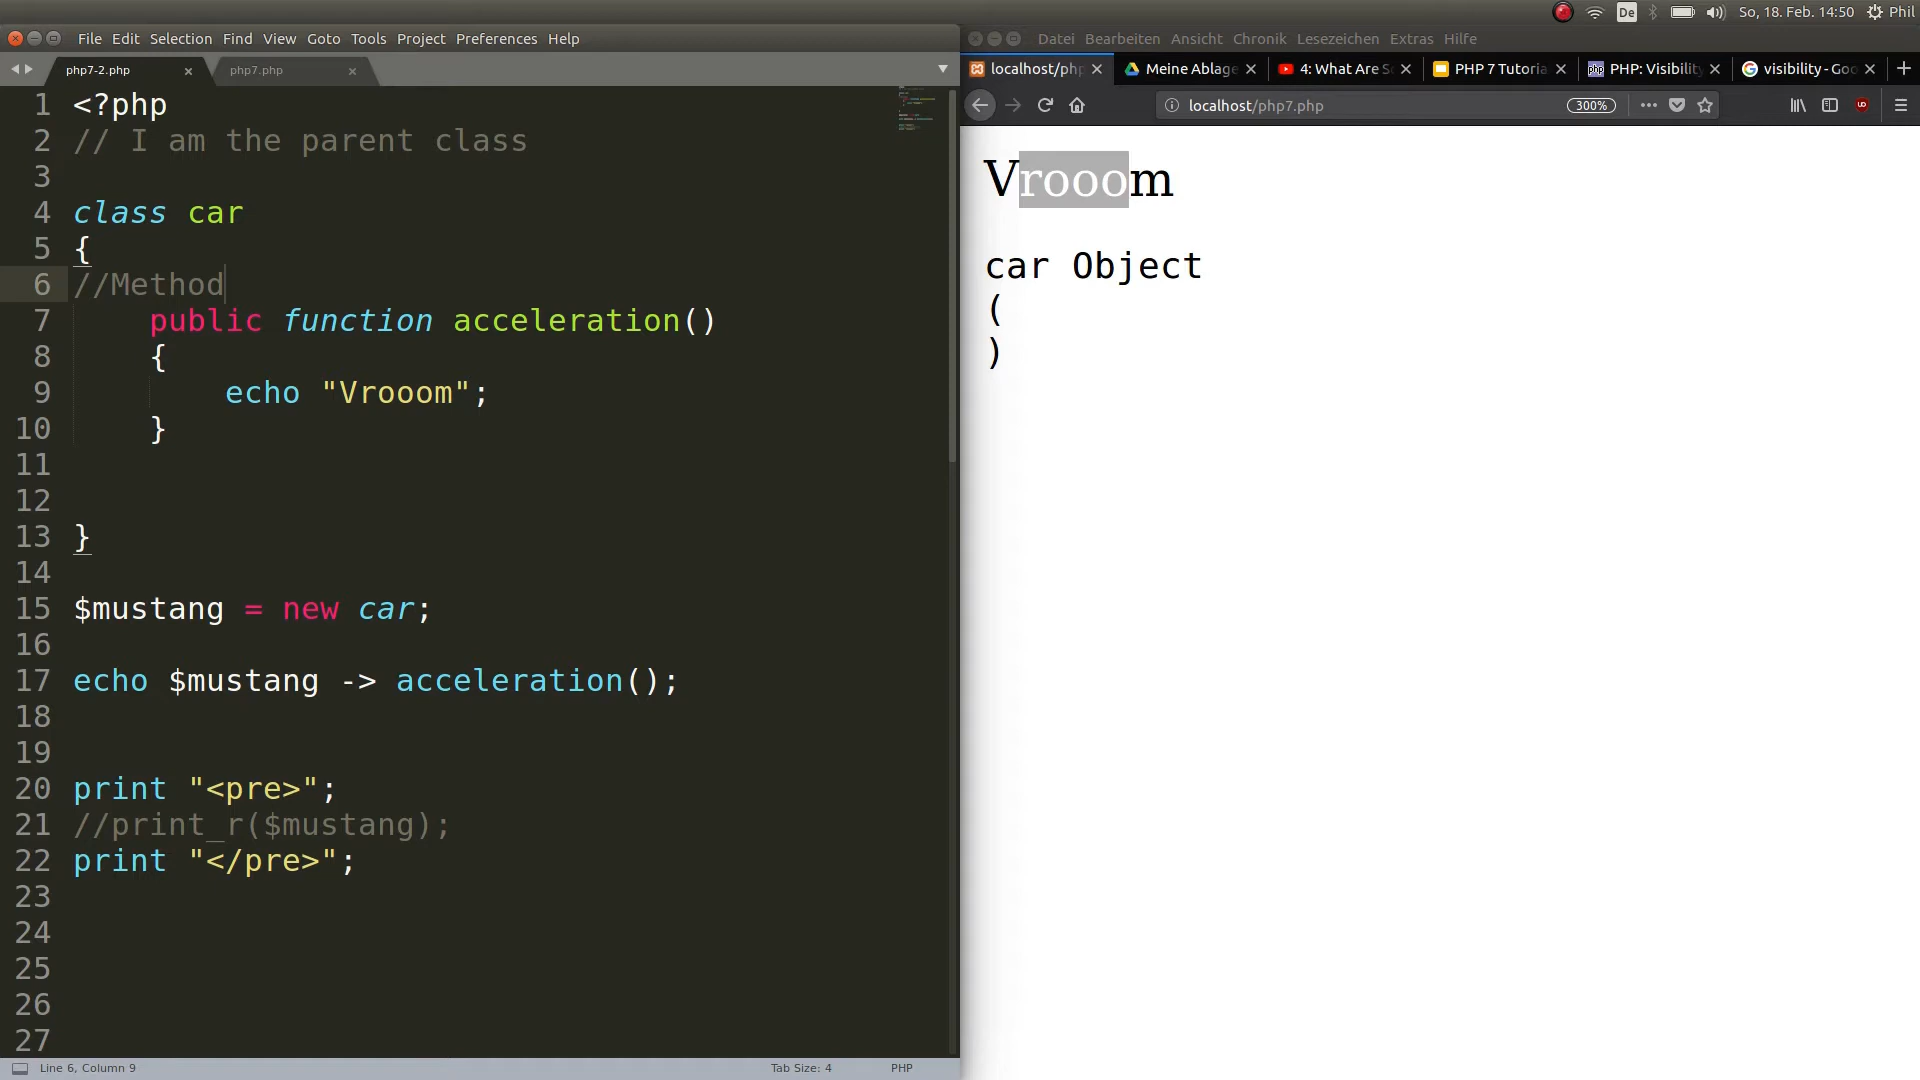 De
So, 18. Feb. 14:50
Phil
File Edit Selection Find View Goto Tools Project Preferences Help
Datei Bearbeiten Ansicht Chronik Lesezeichen Extras Hilfe
php7-2.php
php7.php
localhost/php
Meine Ablage
4: What Are Sc
PHP 7 Tutoria
php
PHP: Visibility
visibility - Goo
localhost/php7.php
300%
1 <?php
2 // I am the parent class
3
4 class car
5 {
6 //Method
7 public function acceleration()
8 {
9 echo "Vrooom";
10 }
11
12
13 }
14
15 $mustang = new car;
16
17 echo $mustang -> acceleration();
18
19
20 print "<pre>";
21 //print_r($mustang);
22 print "</pre>";
23
24
25
26
27
Vrooom
car Object
(
)
Line 6, Column 9
Tab Size: 4
PHP